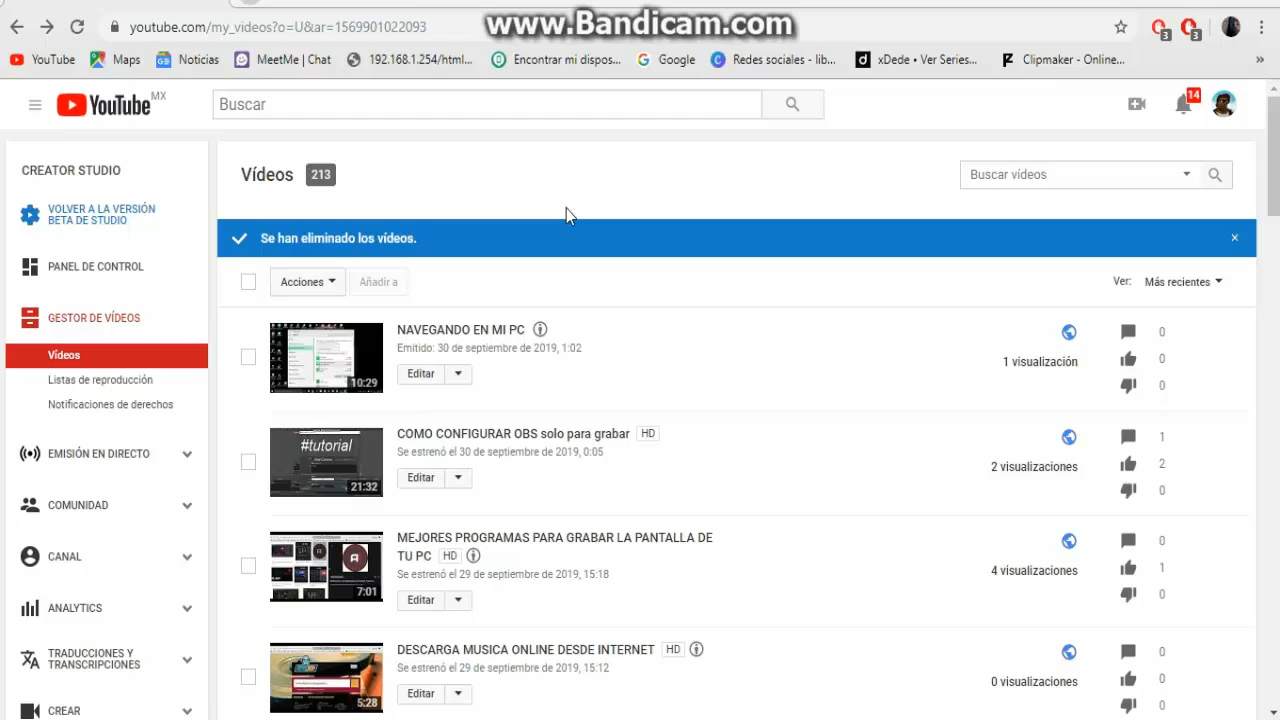 www.Bandicam.com
youtube.com/my_videos?o=U&ar=1569901022093
3
3
YouTube
Maps
Noticias
MeetMe | Chat
192.168.1.254/html...
Encontrar mi dispos...
Google
Redes sociales - lib...
xDede • Ver Series...
Clipmaker - Online...
»
YouTube MX
Buscar
14
CREATOR STUDIO
VOLVER A LA VERSIÓN
BETA DE STUDIO
PANEL DE CONTROL
GESTOR DE VÍDEOS
Vídeos
Listas de reproducción
Notificaciones de derechos
EMISIÓN EN DIRECTO
COMUNIDAD
CANAL
ANALYTICS
TRADUCCIONES Y
TRANSCRIPCIONES
CREAR
Vídeos 213
Buscar vídeos
Se han eliminado los vídeos.
×
Acciones
Añadir a
Ver: Más recientes
10:29
NAVEGANDO EN MI PC
Emitido: 30 de septiembre de 2019, 1:02
Editar
1 visualización
0
0
0
#tutorial
21:32
COMO CONFIGURAR OBS solo para grabar HD
Se estrenó el 30 de septiembre de 2019, 0:05
Editar
2 visualizaciones
1
2
0
A
7:01
MEJORES PROGRAMAS PARA GRABAR LA PANTALLA DE
TU PC HD
Se estrenó el 29 de septiembre de 2019, 15:18
Editar
4 visualizaciones
0
1
0
5:28
DESCARGA MUSICA ONLINE DESDE INTERNET HD
Se estrenó el 29 de septiembre de 2019, 15:12
Editar
0 visualizaciones
0
0
0